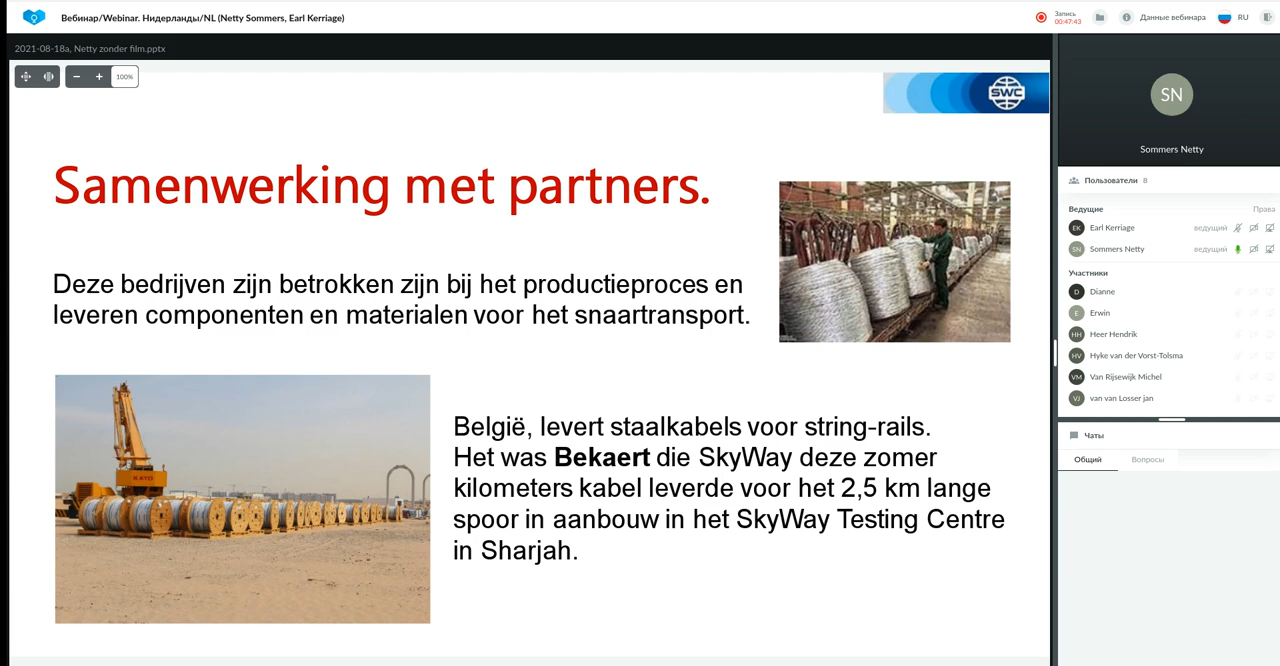 Вебинар/Webinar. Нидерланды/NL (Netty Sommers, Earl Kerriage)
Запись
00:47:43
Данные вебинара
RU
2021-08-18a, Netty zonder film.pptx
100%
SWC
Samenwerking met partners.
Deze bedrijven zijn betrokken zijn bij het productieproces en
leveren componenten en materialen voor het snaartransport.
KATO
België, levert staalkabels voor string-rails.
Het was Bekaert die SkyWay deze zomer
kilometers kabel leverde voor het 2,5 km lange
spoor in aanbouw in het SkyWay Testing Centre
in Sharjah.
SN
Sommers Netty
Пользователи 8
Ведущие Права
EK Earl Kerriage ведущий
SN Sommers Netty ведущий
Участники
D Dianne
E Erwin
HH Heer Hendrik
HV Hyke van der Vorst-Tolsma
VM Van Rijsewijk Michel
VJ van van Losser jan
Чаты
Общий Вопросы